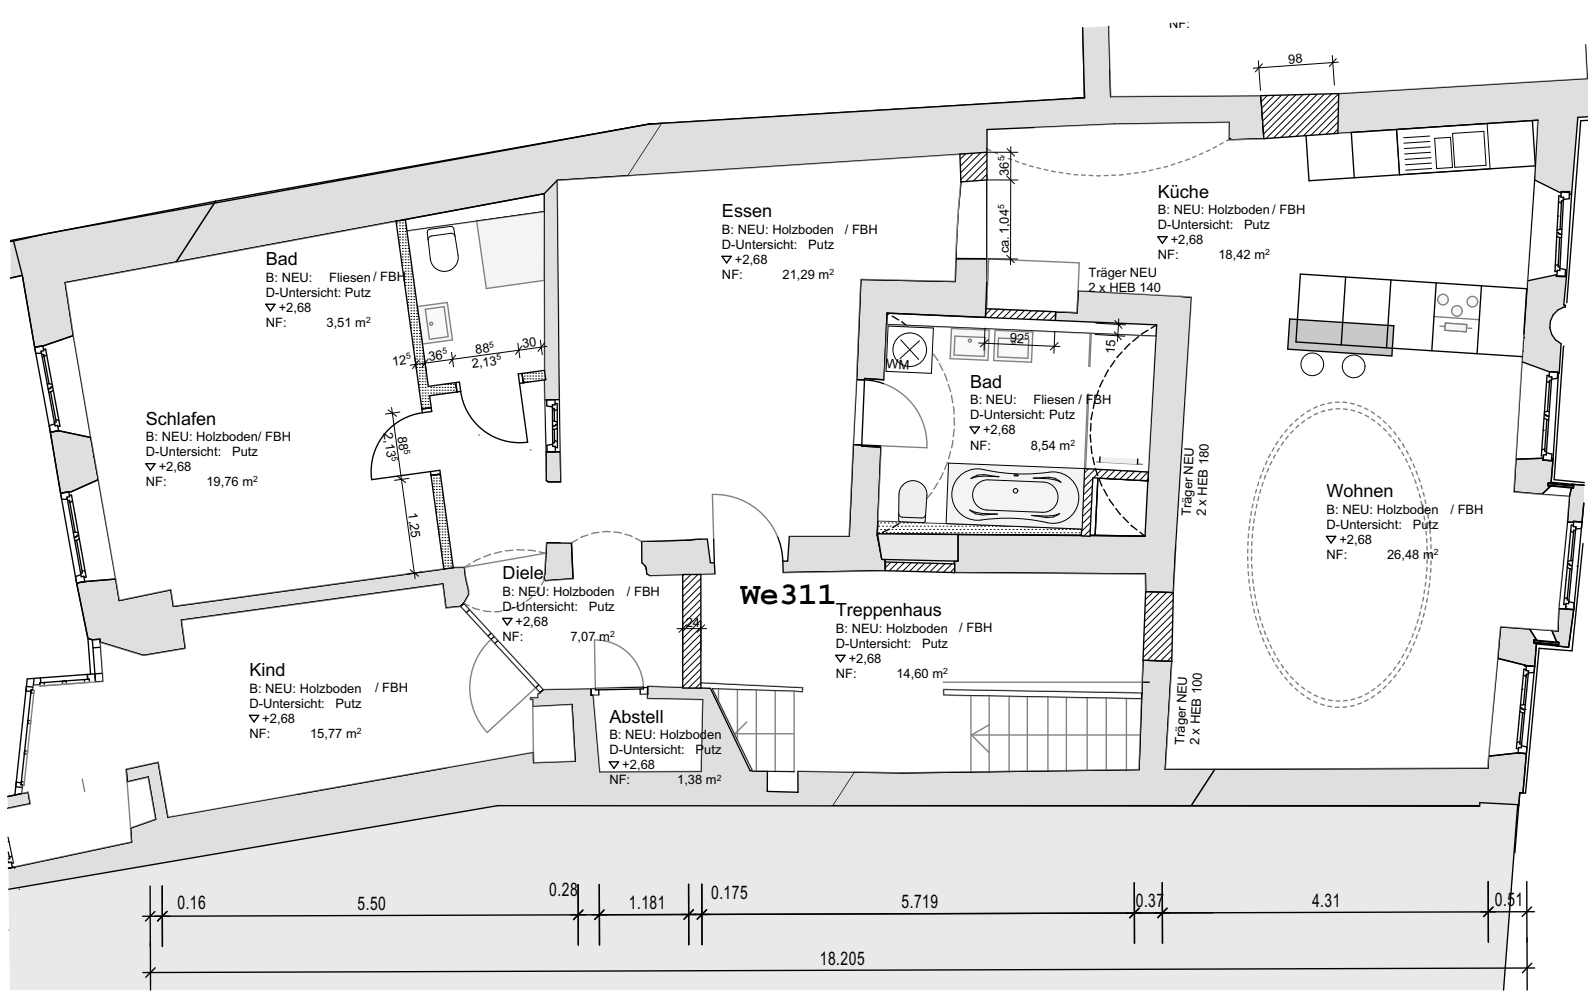 NF:
98
36⁵
ca. 1,04⁵
Küche
B: NEU: Holzboden / FBH
D-Untersicht: Putz
▽ +2,68
NF: 18,42 m²
Essen
B: NEU: Holzboden / FBH
D-Untersicht: Putz
▽ +2,68
NF: 21,29 m²
Bad
B: NEU: Fliesen / FBH
D-Untersicht: Putz
▽ +2,68
NF: 3,51 m²
Träger NEU
2 x HEB 140
12⁵
36⁵
88⁵
2,13⁵
30
92⁵
15
WM
Bad
B: NEU: Fliesen / FBH
D-Untersicht: Putz
▽ +2,68
NF: 8,54 m²
Schlafen
B: NEU: Holzboden/ FBH
D-Untersicht: Putz
▽ +2,68
NF: 19,76 m²
88⁵
2,13⁵
1.25
Träger NEU
2 x HEB 180
Wohnen
B: NEU: Holzboden / FBH
D-Untersicht: Putz
▽ +2,68
NF: 26,48 m²
Diele
B: NEU: Holzboden / FBH
D-Untersicht: Putz
▽ +2,68
NF: 7,07 m²
24
We311
Treppenhaus
B: NEU: Holzboden / FBH
D-Untersicht: Putz
▽ +2,68
NF: 14,60 m²
Träger NEU
2 x HEB 100
Kind
B: NEU: Holzboden / FBH
D-Untersicht: Putz
▽ +2,68
NF: 15,77 m²
Abstell
B: NEU: Holzboden
D-Untersicht: Putz
▽ +2,68
NF: 1,38 m²
0.16 5.50 0.28 1.181 0.175 5.719 0.37 4.31 0.51
18.205